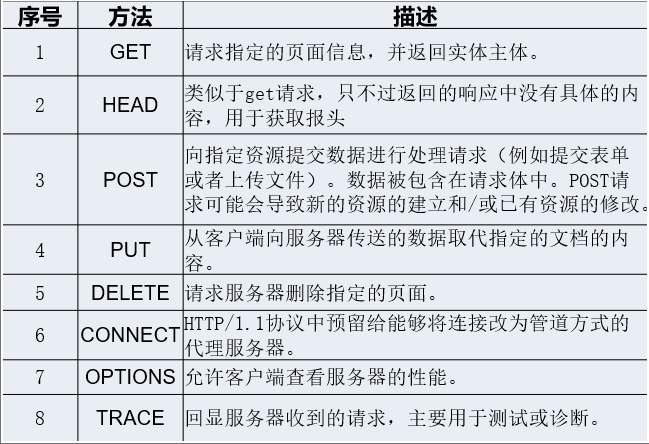 序号 方法 描述
1 GET 请求指定的页面信息，并返回实体主体。
2 HEAD 类似于get请求，只不过返回的响应中没有具体的内
容，用于获取报头
3 POST 向指定资源提交数据进行处理请求（例如提交表单
或者上传文件）。数据被包含在请求体中。POST请
求可能会导致新的资源的建立和/或已有资源的修改。
4 PUT 从客户端向服务器传送的数据取代指定的文档的内
容。
5 DELETE 请求服务器删除指定的页面。
6 CONNECT HTTP/1.1协议中预留给能够将连接改为管道方式的
代理服务器。
7 OPTIONS 允许客户端查看服务器的性能。
8 TRACE 回显服务器收到的请求，主要用于测试或诊断。